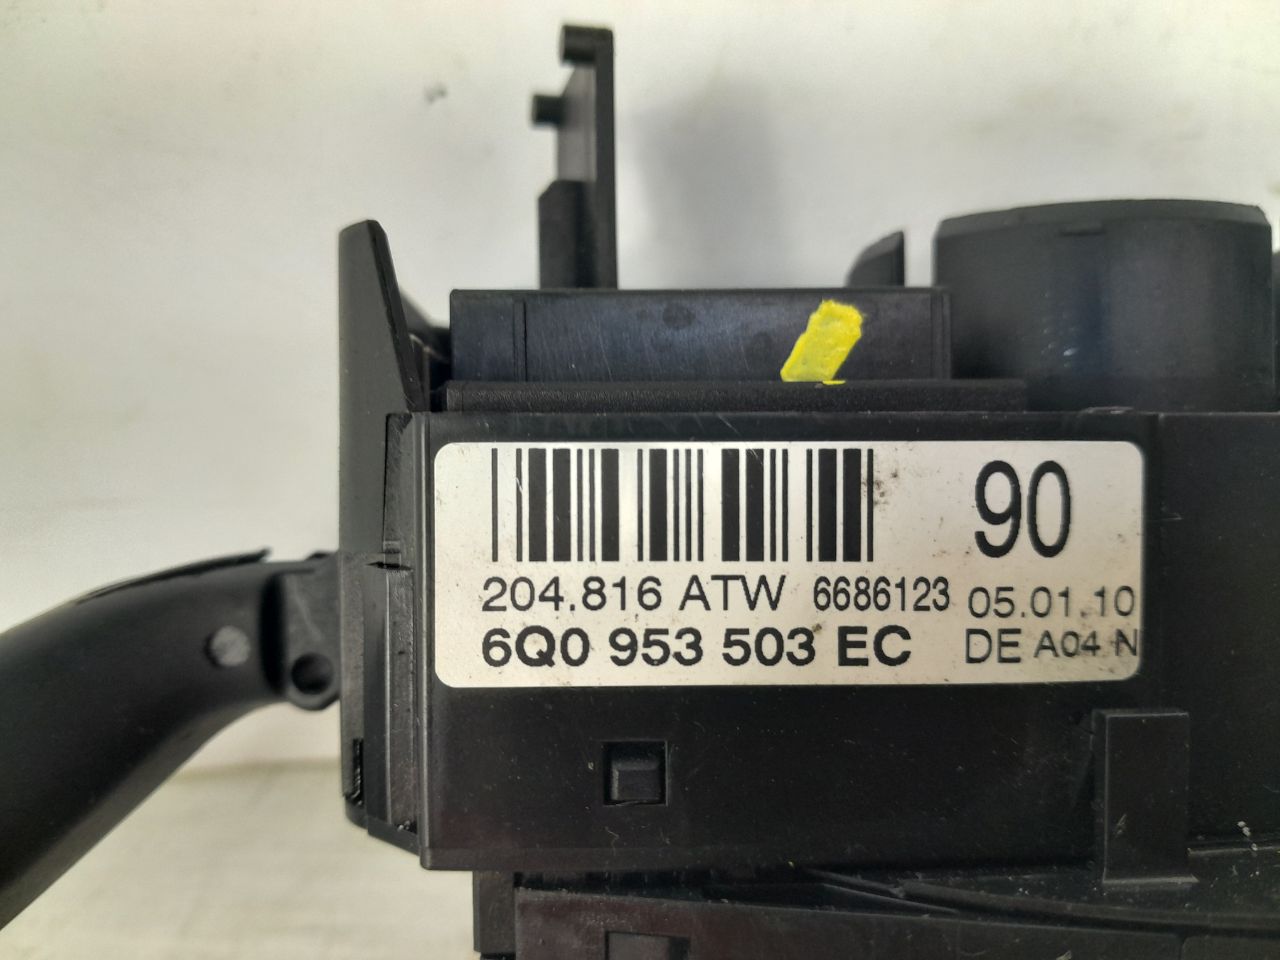 90
204.816 ATW 6686123 05.01.10
6Q0 953 503 EC DE A04 N